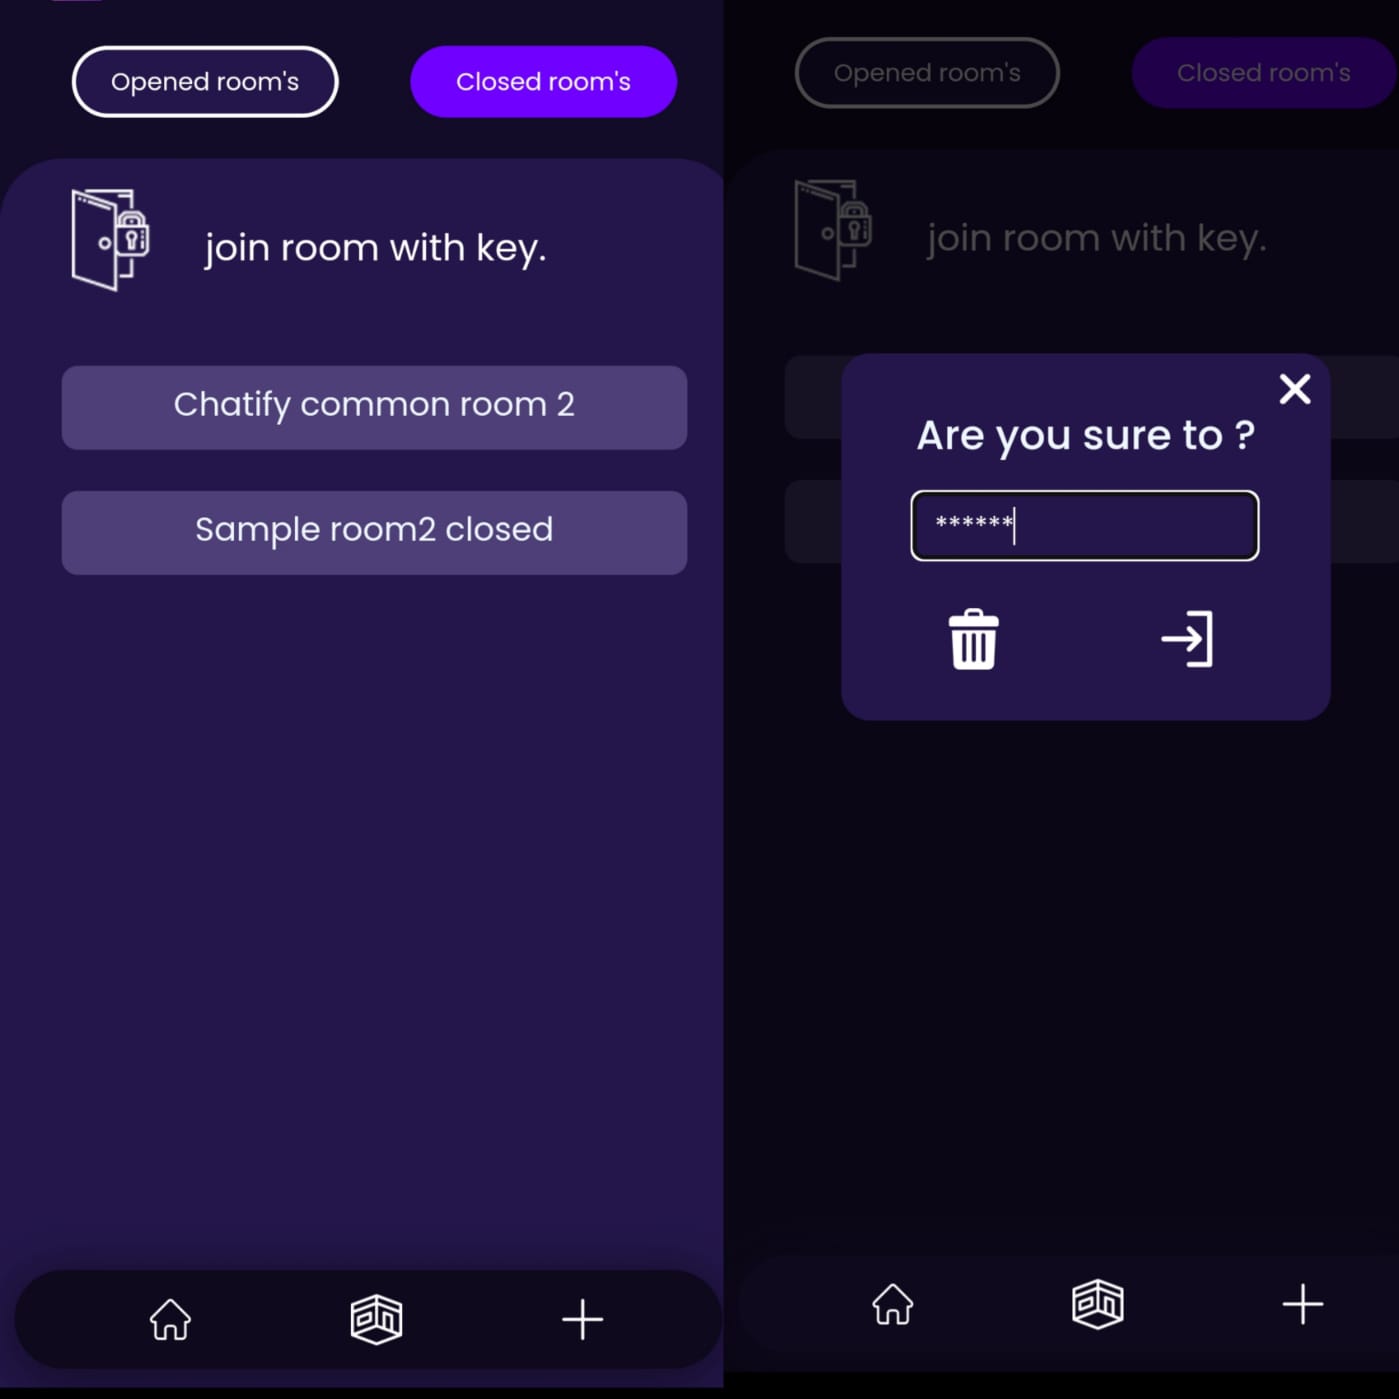 Opened room's
Closed room's
join room with key.
Chatify common room 2
Sample room2 closed
Opened room's
Closed room's
join room with key.
Are you sure to ?
******